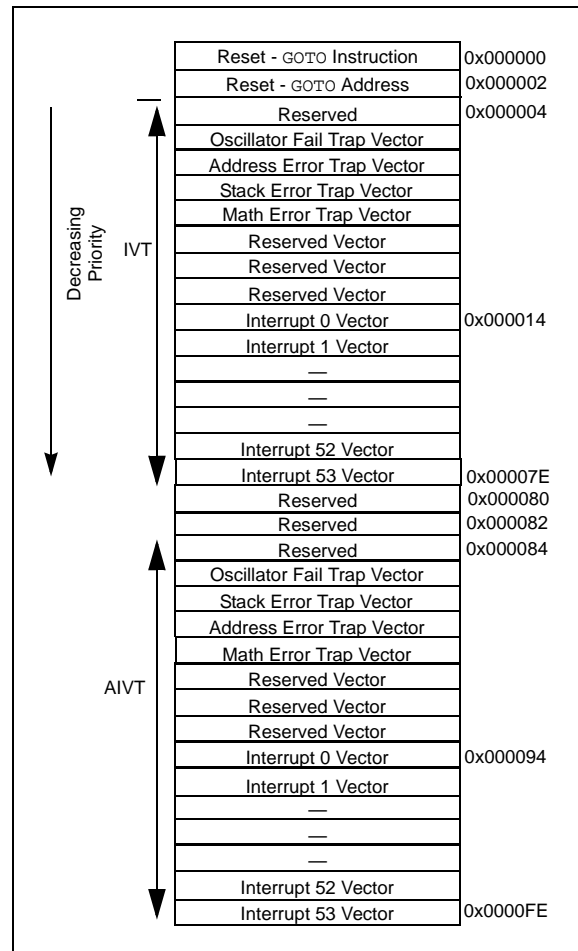 Reset - GOTO Instruction 0x000000
Reset - GOTO Address 0x000002
Reserved 0x000004
Oscillator Fail Trap Vector
Address Error Trap Vector
Stack Error Trap Vector
Math Error Trap Vector
Decreasing
Priority
IVT
Reserved Vector
Reserved Vector
Reserved Vector
Interrupt 0 Vector 0x000014
Interrupt 1 Vector
—
—
—
Interrupt 52 Vector
Interrupt 53 Vector 0x00007E
Reserved 0x000080
Reserved 0x000082
Reserved 0x000084
Oscillator Fail Trap Vector
Stack Error Trap Vector
Address Error Trap Vector
Math Error Trap Vector
AIVT
Reserved Vector
Reserved Vector
Reserved Vector
Interrupt 0 Vector 0x000094
Interrupt 1 Vector
—
—
—
Interrupt 52 Vector
Interrupt 53 Vector 0x0000FE